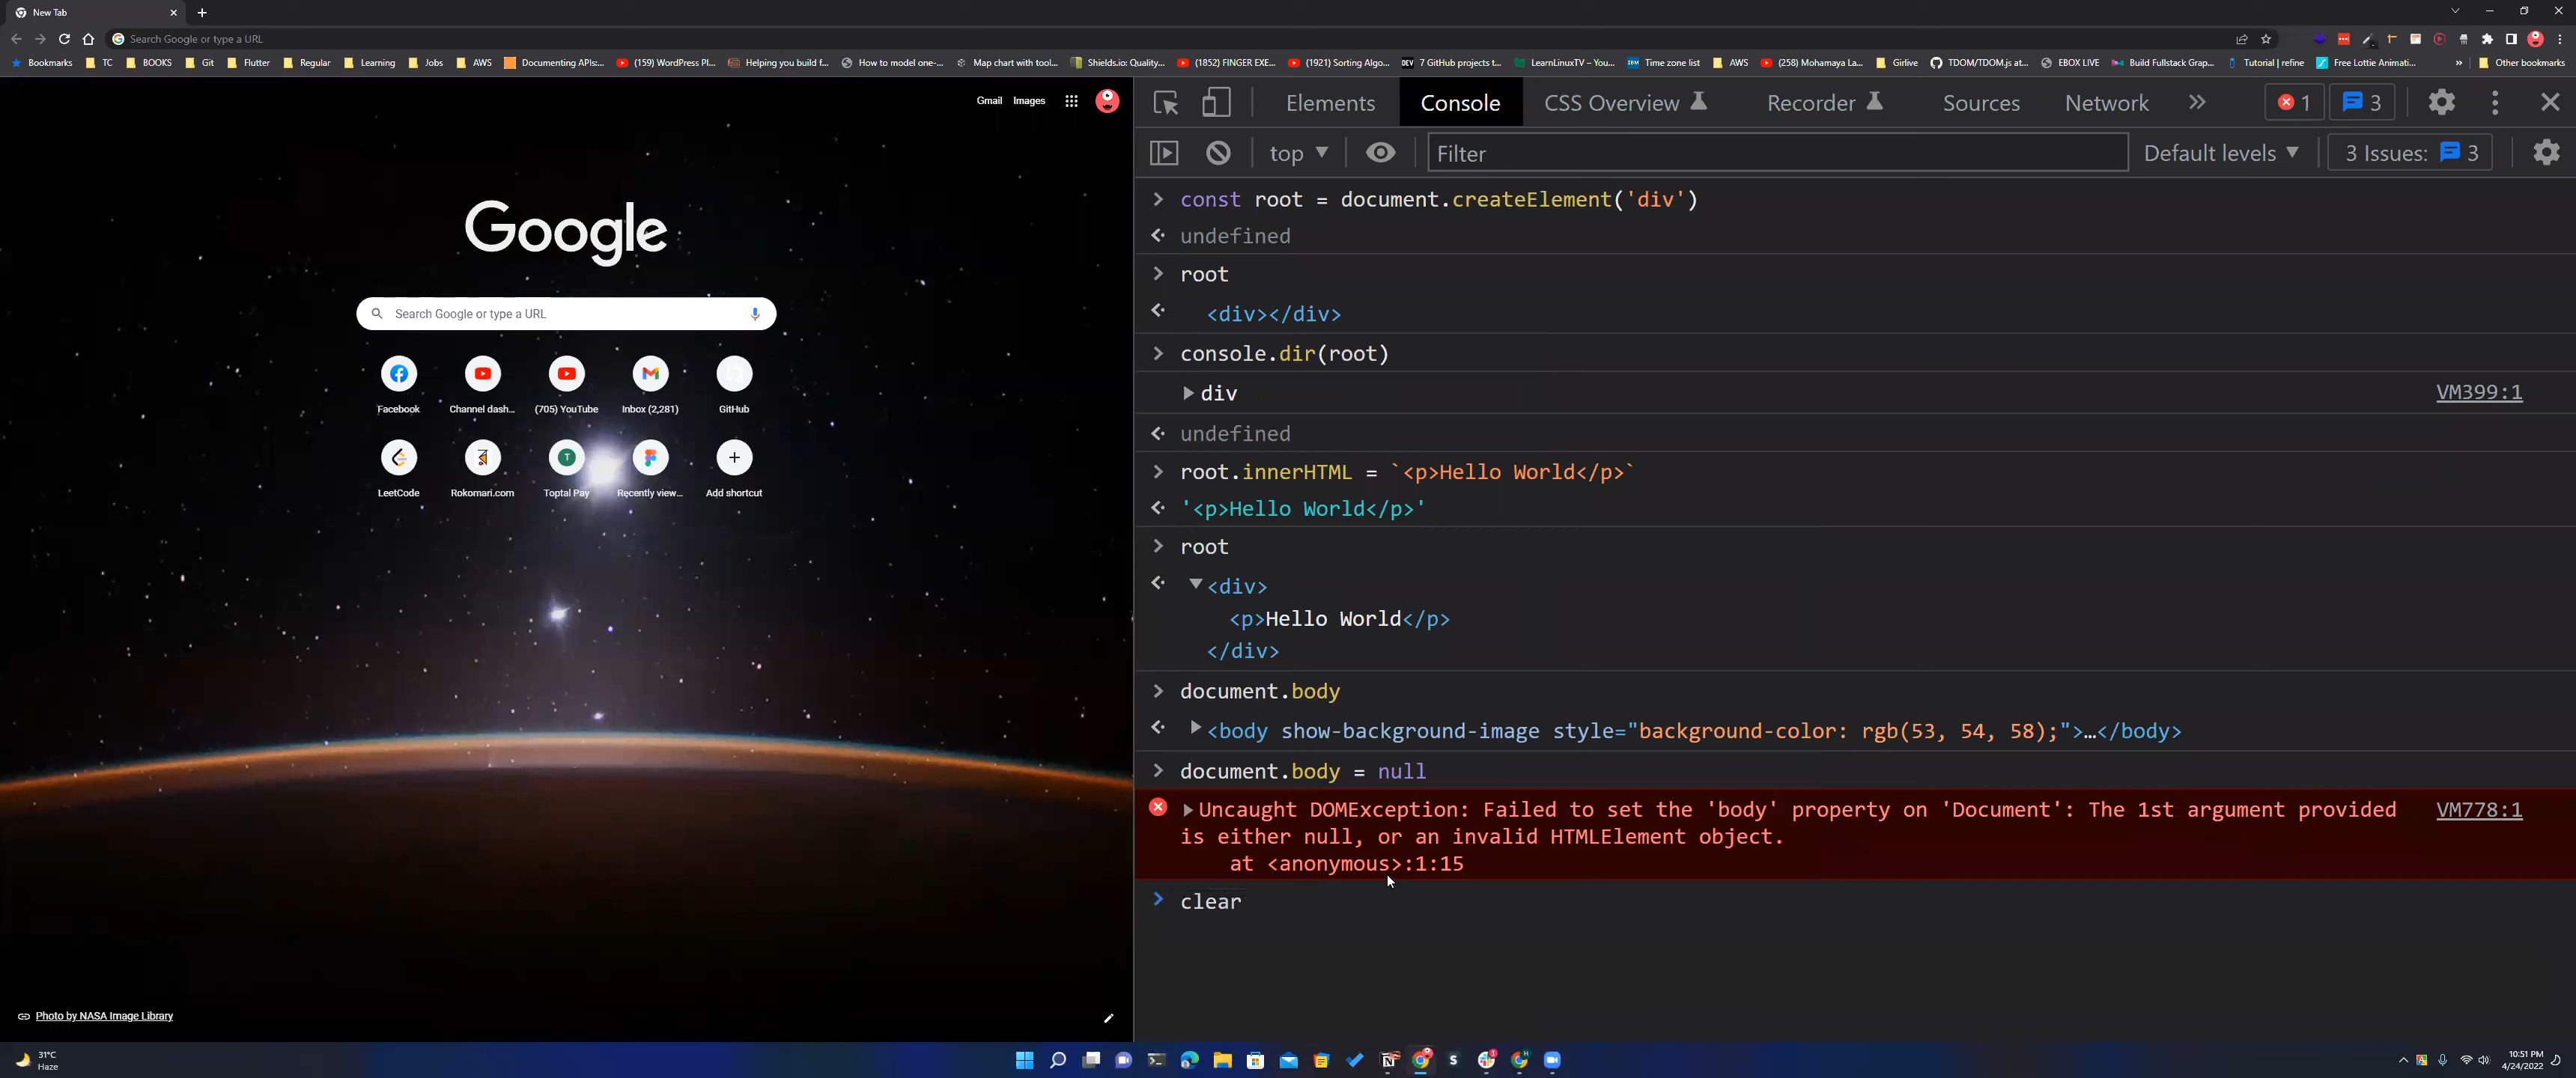 New Tab
Search Google or type a URL
Bookmarks TC BOOKS Git Flutter Regular Learning Jobs AWS Documenting APIs:... (159) WordPress Pl... Helping you build f... How to model one-... Map chart with tool... Shields.io: Quality... (1852) FINGER EXE... (1921) Sorting Algo... 7 GitHub projects t... LearnLinuxTV – You... Time zone list AWS (258) Mohamaya La... Girlive TDOM/TDOM.js at... EBOX LIVE Build Fullstack Grap... Tutorial | refine Free Lottie Animati... » Other bookmarks
Gmail Images
Google
Search Google or type a URL
Facebook Channel dash... (705) YouTube Inbox (2,281) GitHub
LeetCode Rokomari.com Toptal Pay Recently view... Add shortcut
Photo by NASA Image Library
Elements Console CSS Overview Recorder Sources Network 1 3
top Filter Default levels 3 Issues: 3
const root = document.createElement('div')
undefined
root
<div></div>
console.dir(root)
div VM399:1
undefined
root.innerHTML = `<p>Hello World</p>`
'<p>Hello World</p>'
root
<div>
<p>Hello World</p>
</div>
document.body
<body show-background-image style="background-color: rgb(53, 54, 58);">…</body>
document.body = null
Uncaught DOMException: Failed to set the 'body' property on 'Document': The 1st argument provided VM778:1
is either null, or an invalid HTMLElement object.
at <anonymous>:1:15
clear
31°C
Haze
10:51 PM
4/24/2022